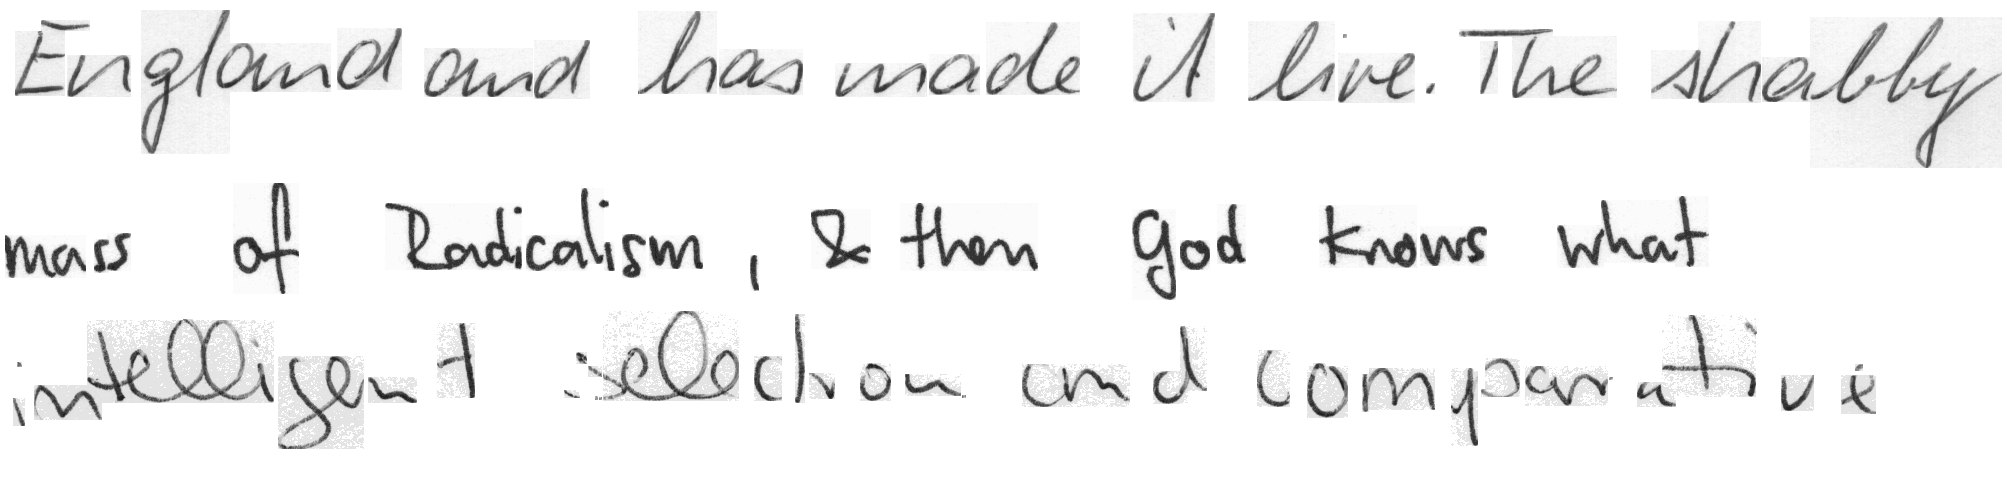 England and has made it live. The shabby
mass of Radicalism, & then God knows what
intelligent selection and comparative